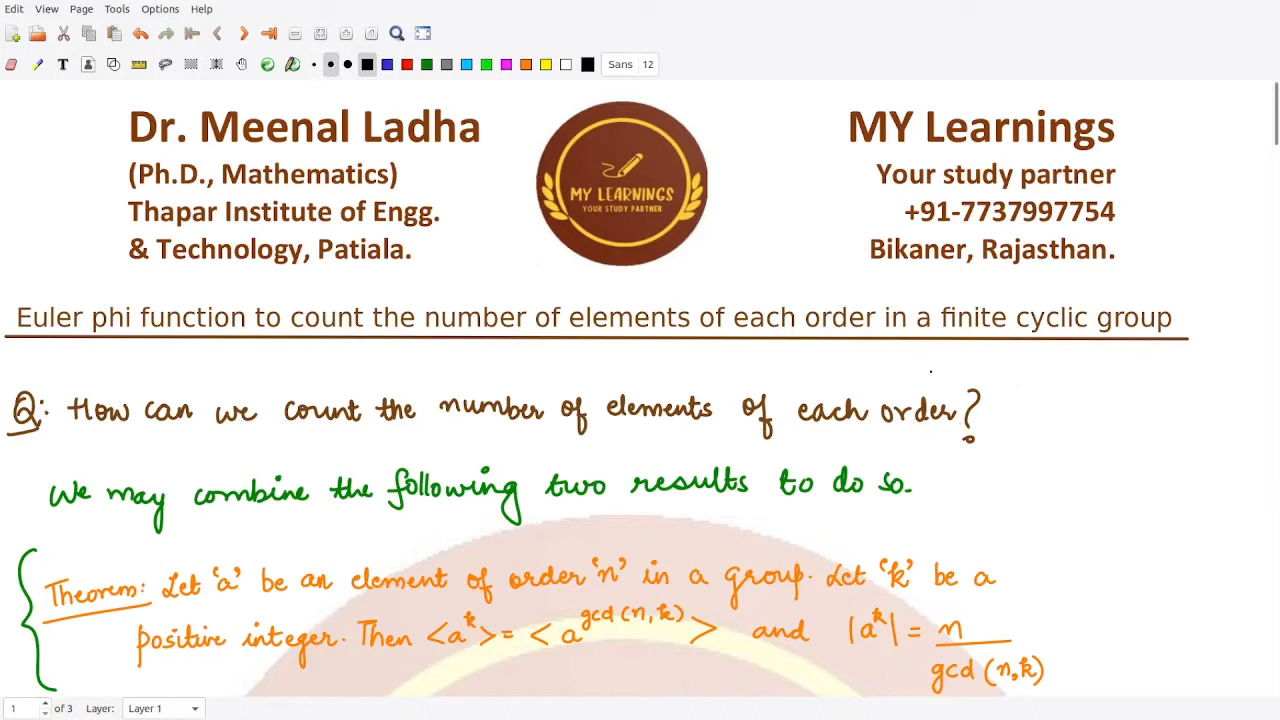 Edit View Page Tools Options Help
T Sans 12
Dr. Meenal Ladha
(Ph.D., Mathematics)
Thapar Institute of Engg.
& Technology, Patiala.
MY LEARNINGS
YOUR STUDY PARTNER
MY Learnings
Your study partner
+91-7737997754
Bikaner, Rajasthan.
Euler phi function to count the number of elements of each order in a finite cyclic group
Q: How can we count the number of elements of each order?
We may combine the following two results to do so.
Theorem: Let 'a' be an element of order 'n' in a group. Let 'k' be a
positive integer. Then <a^k> = <a^gcd(n,k)> and |a^k| = n
gcd(n,k)
1 of 3 Layer: Layer 1